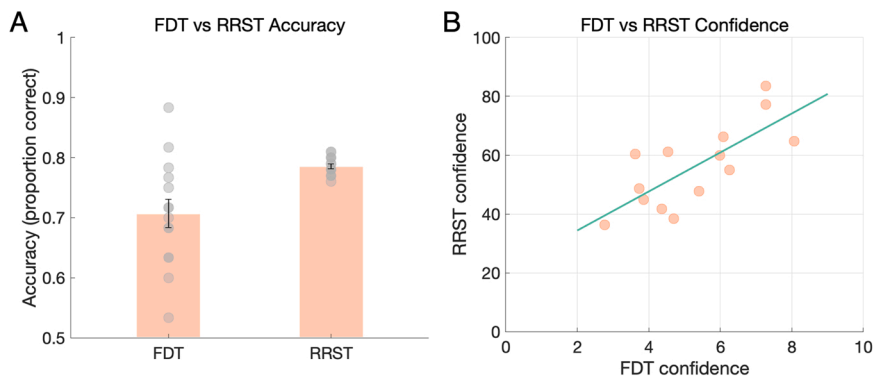 A
FDT vs RRST Accuracy
Accuracy (proportion correct)
1
0.9
0.8
0.7
0.6
0.5
FDT
RRST
B
FDT vs RRST Confidence
RRST confidence
100
80
60
40
20
0
0
2
4
6
8
10
FDT confidence